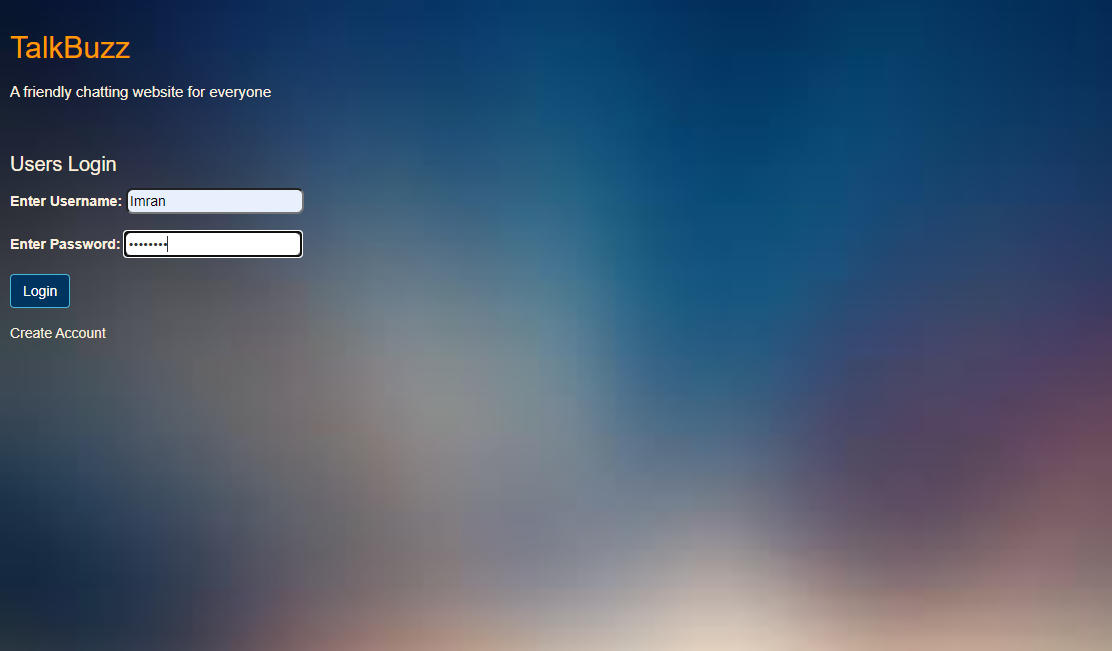 TalkBuzz
A friendly chatting website for everyone
Users Login
Enter Username: Imran
Enter Password: ••••••••
Login
Create Account